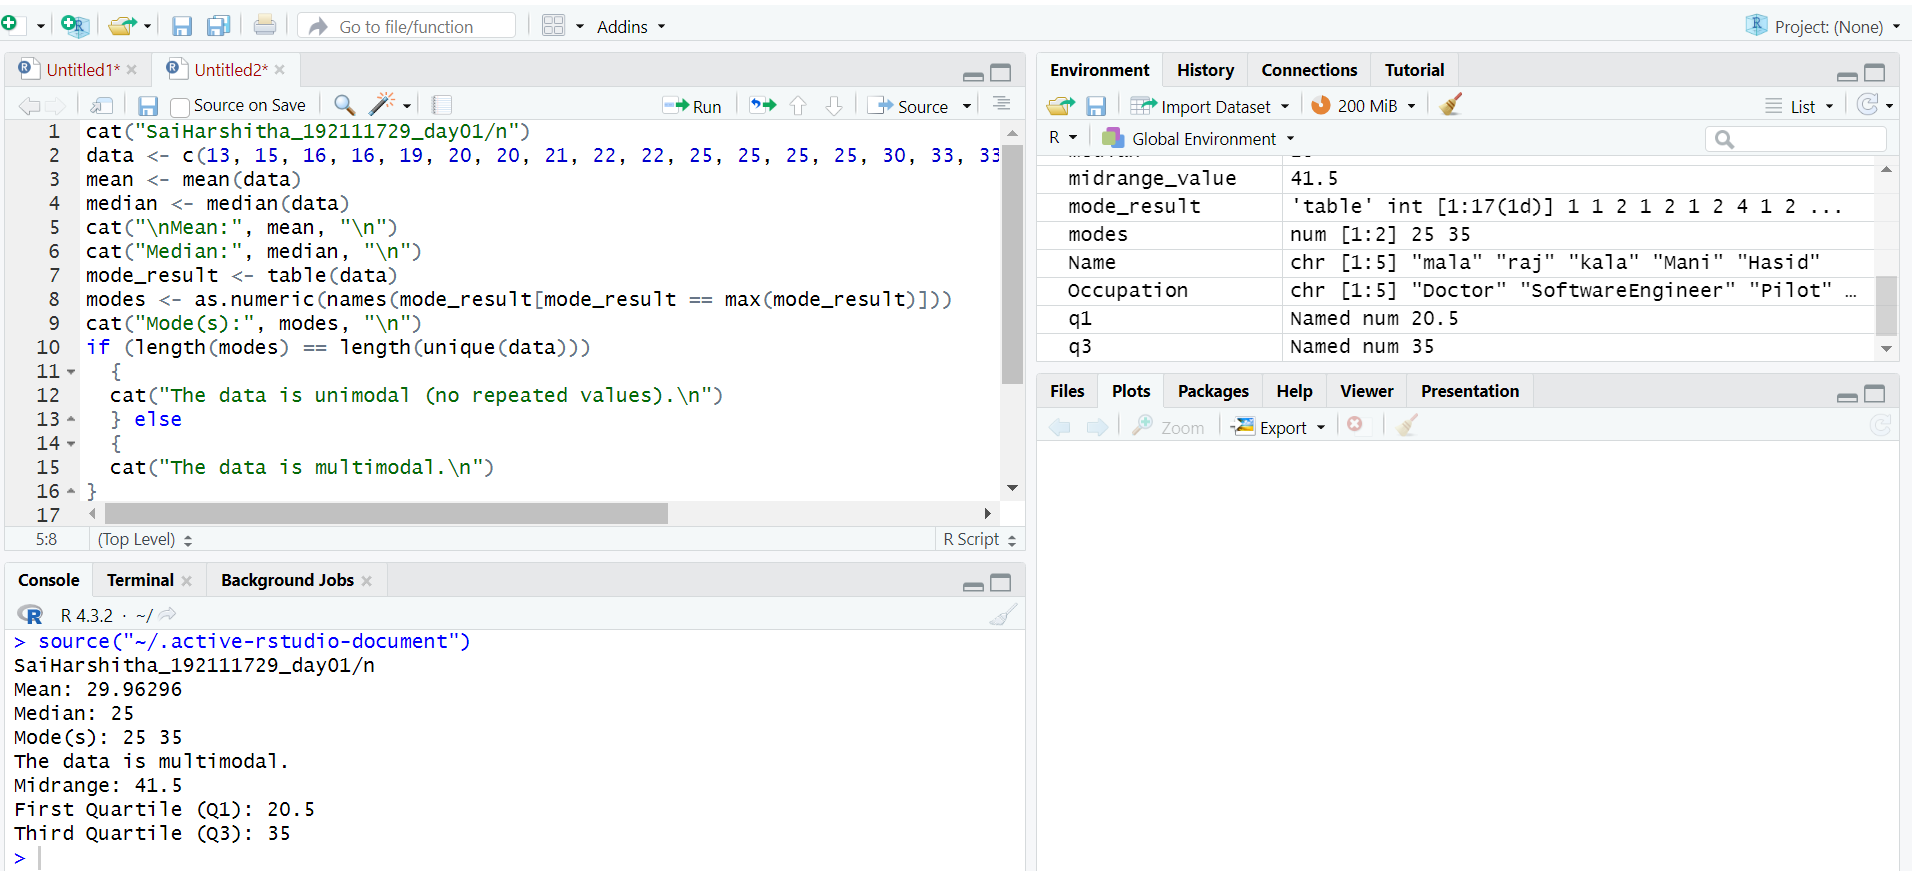 Go to file/function
Addins
Project: (None)
Untitled1*
Untitled2*
Source on Save
Run
Source
1 cat("SaiHarshitha_192111729_day01/n")
2 data <- c(13, 15, 16, 16, 19, 20, 20, 21, 22, 22, 25, 25, 25, 25, 30, 33, 33
3 mean <- mean(data)
4 median <- median(data)
5 cat("\nMean:", mean, "\n")
6 cat("Median:", median, "\n")
7 mode_result <- table(data)
8 modes <- as.numeric(names(mode_result[mode_result == max(mode_result)]))
9 cat("Mode(s):", modes, "\n")
10 if (length(modes) == length(unique(data)))
11 {
12 cat("The data is unimodal (no repeated values).\n")
13 } else
14 {
15 cat("The data is multimodal.\n")
16 }
17
5:8 (Top Level) R Script
Console
Terminal
Background Jobs
R 4.3.2 · ~/
> source("~/.active-rstudio-document")
SaiHarshitha_192111729_day01/n
Mean: 29.96296
Median: 25
Mode(s): 25 35
The data is multimodal.
Midrange: 41.5
First Quartile (Q1): 20.5
Third Quartile (Q3): 35
>
Environment
History
Connections
Tutorial
Import Dataset
200 MiB
List
R
Global Environment
midrange_value 41.5
mode_result 'table' int [1:17(1d)] 1 1 2 1 2 1 2 4 1 2 ...
modes num [1:2] 25 35
Name chr [1:5] "mala" "raj" "kala" "Mani" "Hasid"
Occupation chr [1:5] "Doctor" "SoftwareEngineer" "Pilot" …
q1 Named num 20.5
q3 Named num 35
Files
Plots
Packages
Help
Viewer
Presentation
Zoom
Export